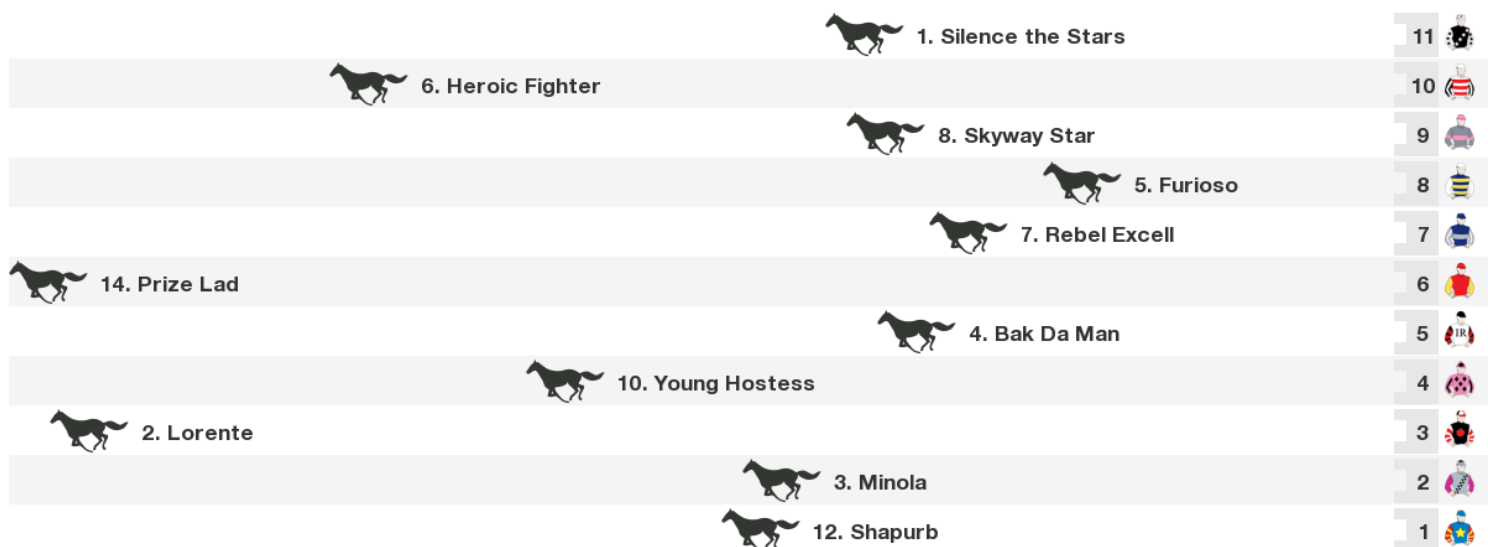 1. Silence the Stars 11
6. Heroic Fighter 10
8. Skyway Star 9
5. Furioso 8
7. Rebel Excell 7
14. Prize Lad 6
4. Bak Da Man 5 IR
10. Young Hostess 4
2. Lorente 3
3. Minola 2
12. Shapurb 1